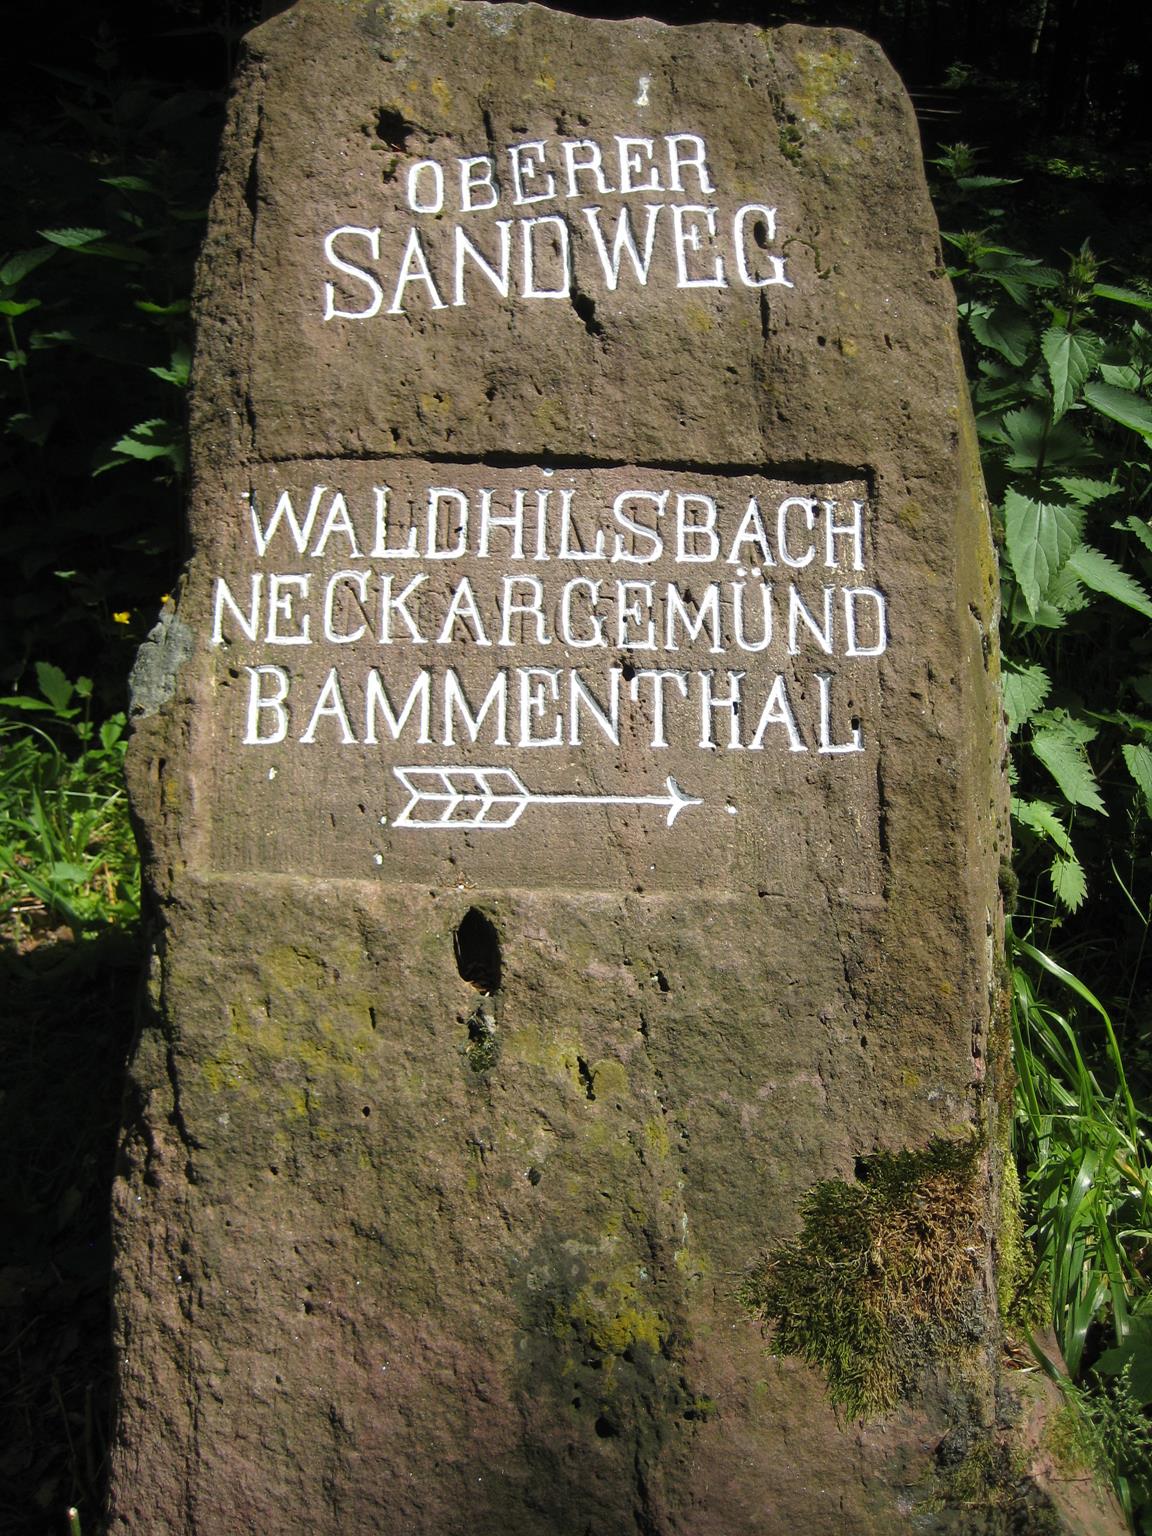 OBERER
SANDWEG
WALDHILSBACH
NECKARGEMÜND
BAMMENTHAL